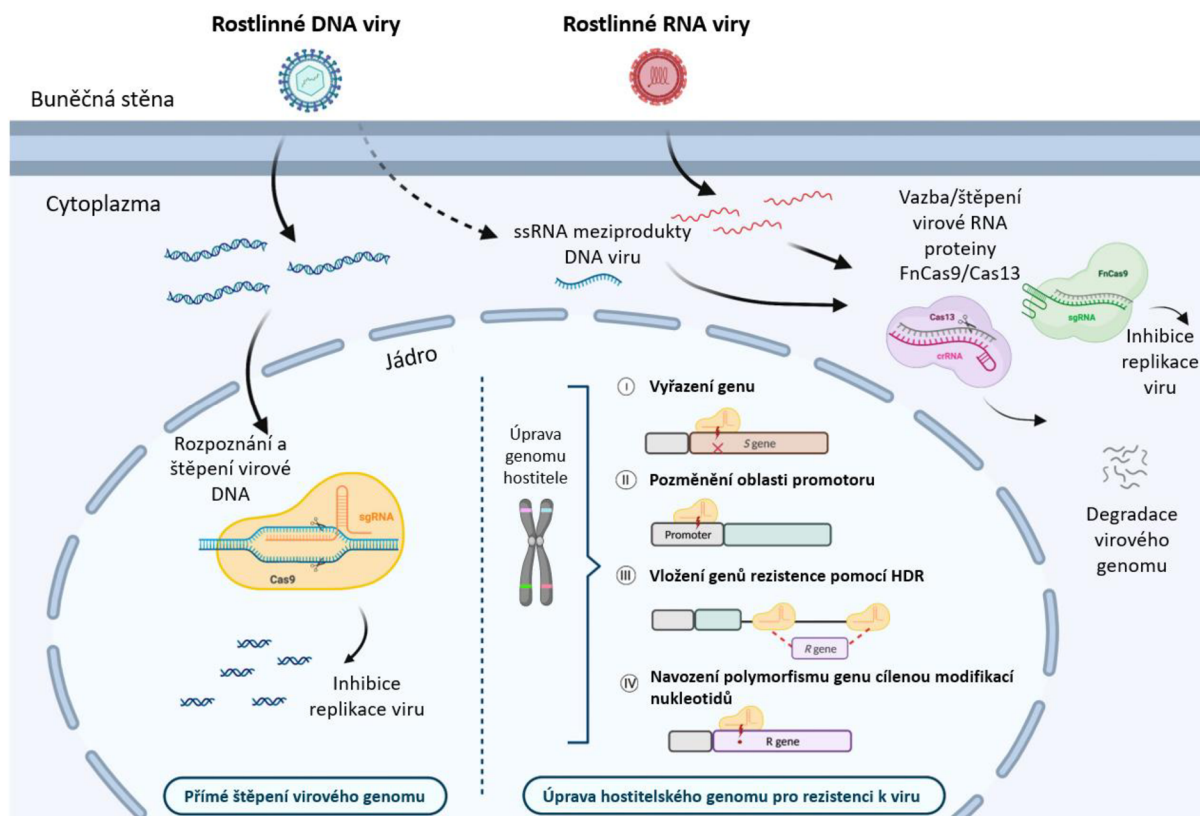 Rostlinné DNA viry
Rostlinné RNA viry
Buněčná stěna
Cytoplazma
ssRNA meziprodukty
DNA viru
Vazba/štěpení
virové RNA
proteiny
FnCas9/Cas13
FnCas9
sgRNA
Cas13
crRNA
Inhibice
replikace
viru
Degradace
virového
genomu
Jádro
Rozpoznání a
štěpení virové
DNA
sgRNA
Cas9
Inhibice
replikace viru
Úprava
genomu
hostitele
I Vyřazení genu
S gene
II Pozměnění oblasti promotoru
Promoter
III Vložení genů rezistence pomocí HDR
R gene
IV Navození polymorfismu genu cílenou modifikací
nukleotidů
R gene
Přímé štěpení virového genomu
Úprava hostitelského genomu pro rezistenci k viru